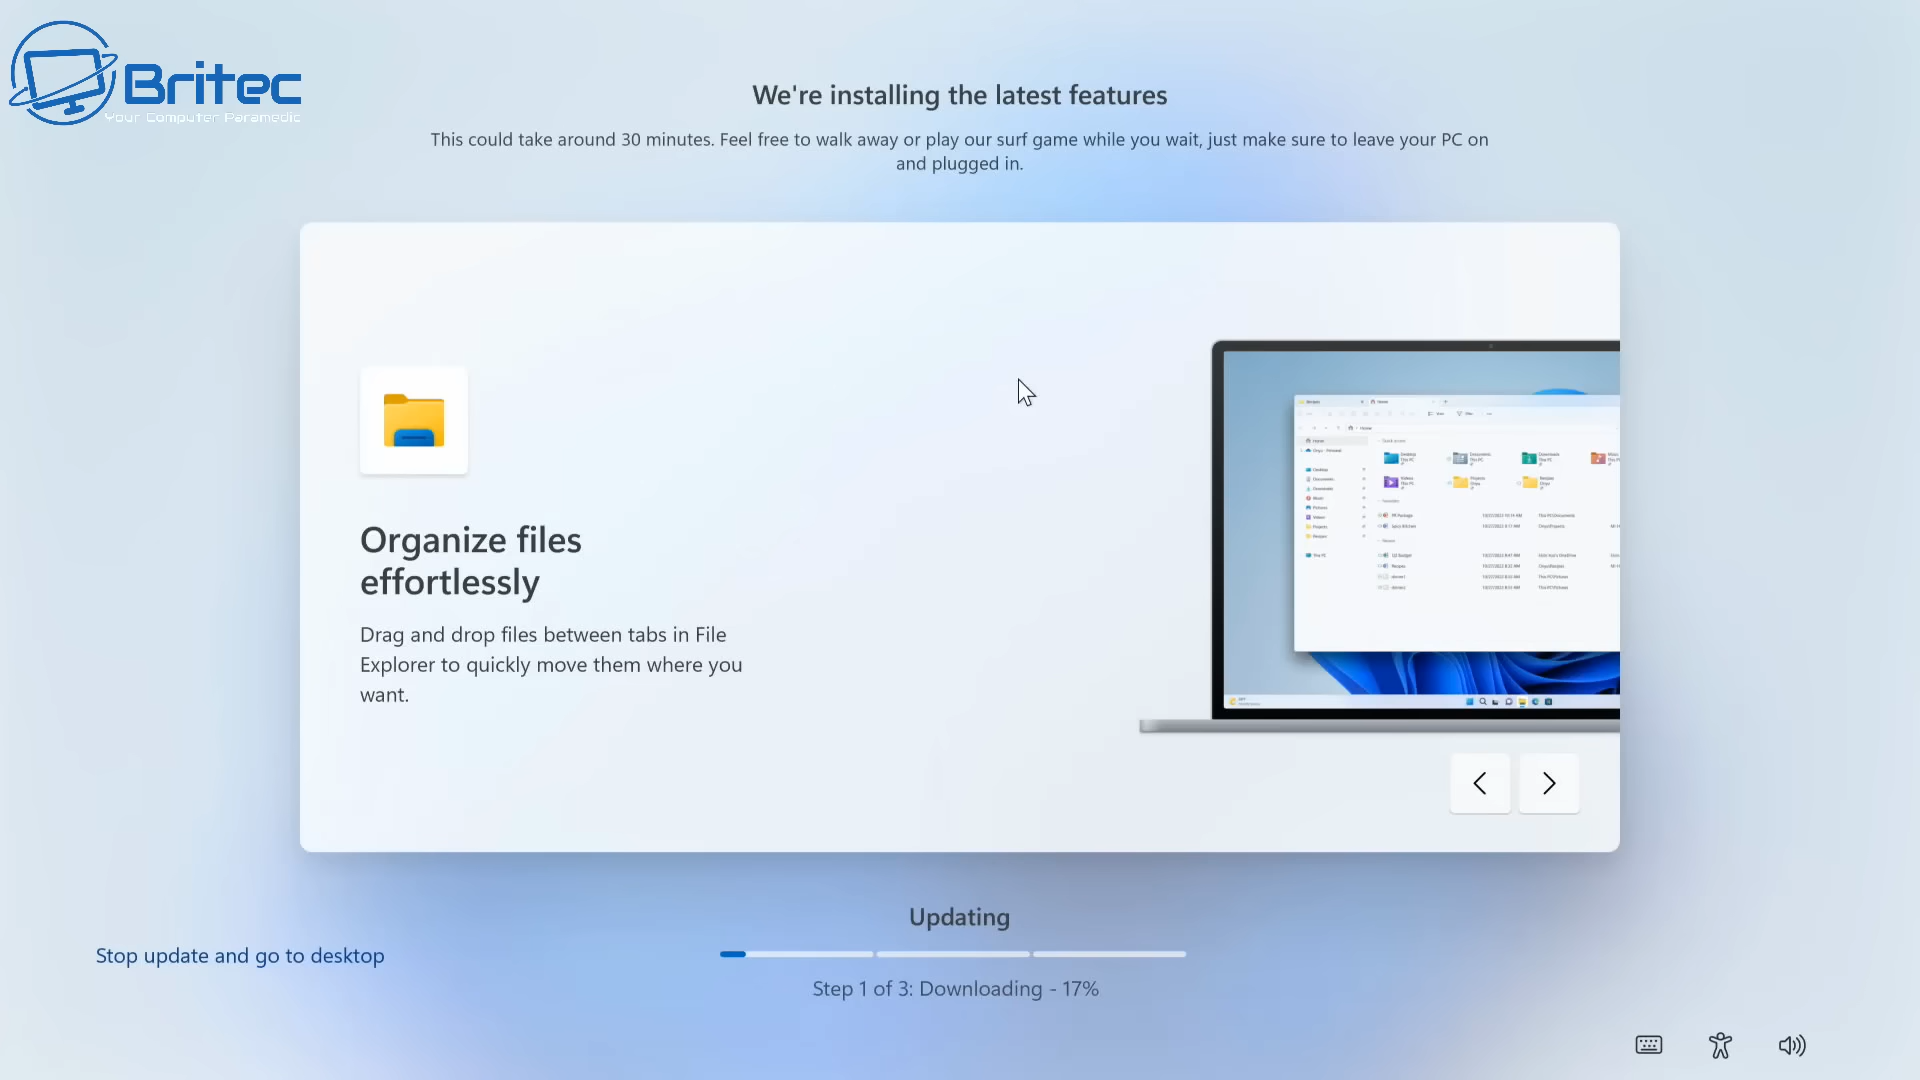 Britec
Your Computer Paramedic
We're installing the latest features
This could take around 30 minutes. Feel free to walk away or play our surf game while you wait, just make sure to leave your PC on
and plugged in.
Organize files
effortlessly
Drag and drop files between tabs in File
Explorer to quickly move them where you
want.
Updating
Stop update and go to desktop
Step 1 of 3: Downloading - 17%